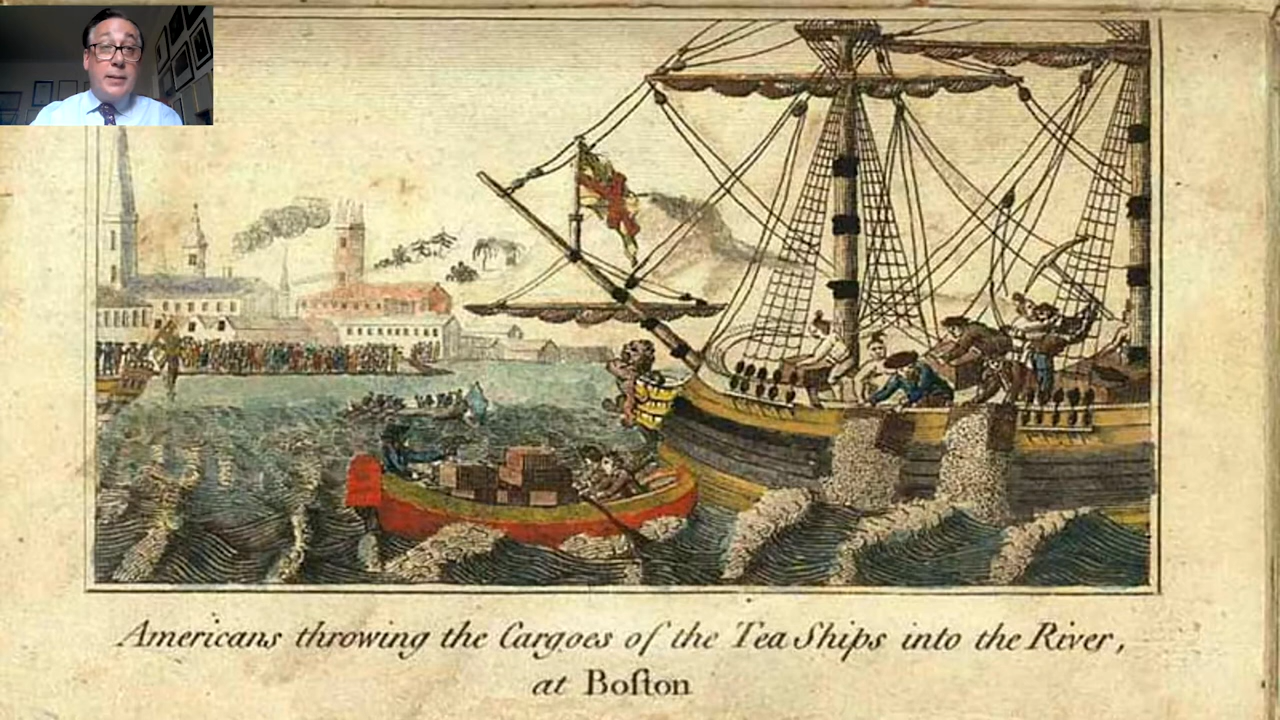 Americans throwing the Cargoes of the Tea Ships into the River,
at Boſton